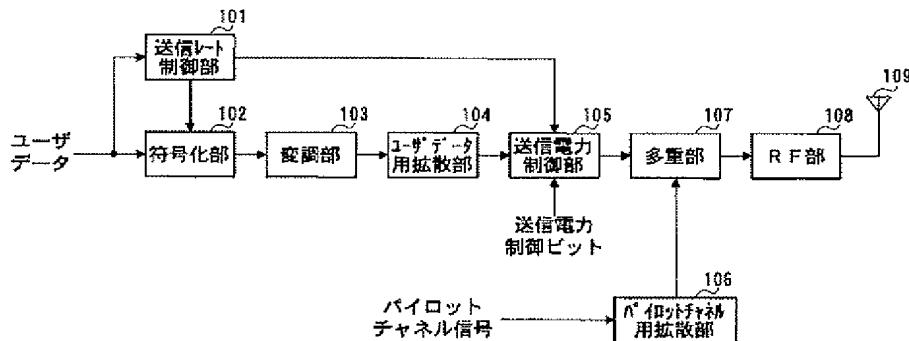 101
送信レート
制御部
109
102
103
104
105
107
108
ユーザ
データ
符号化部
変調部
ユーザデータ
用拡散部
送信電力
制御部
多重部
RF部
送信電力
制御ビット
106
パイロット
チャネル信号
パイロットチャネル
用拡散部